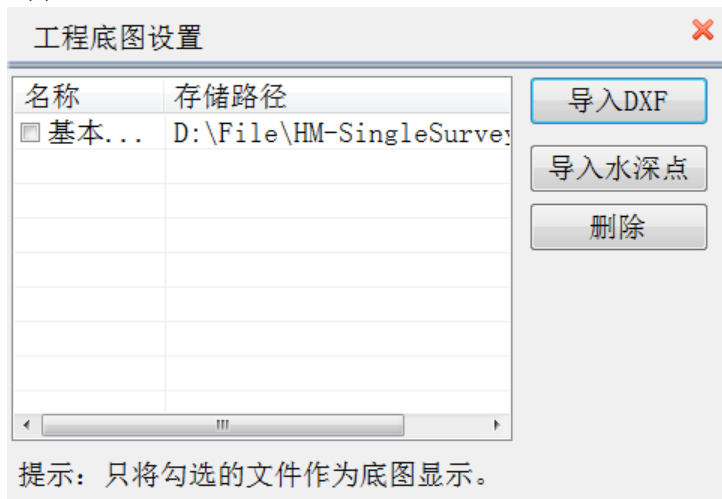 工程底图设置
名称 存储路径 导入DXF
基本... D:\File\HM-SingleSurvey
导入水深点
删除
提示: 只将勾选的文件作为底图显示。